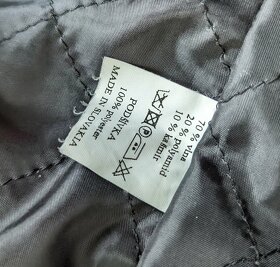 70 % vlna
20 % polyamid
10 % kašmír
PODŠÍVKA
100% polyester
MADE IN SLOVAKIA